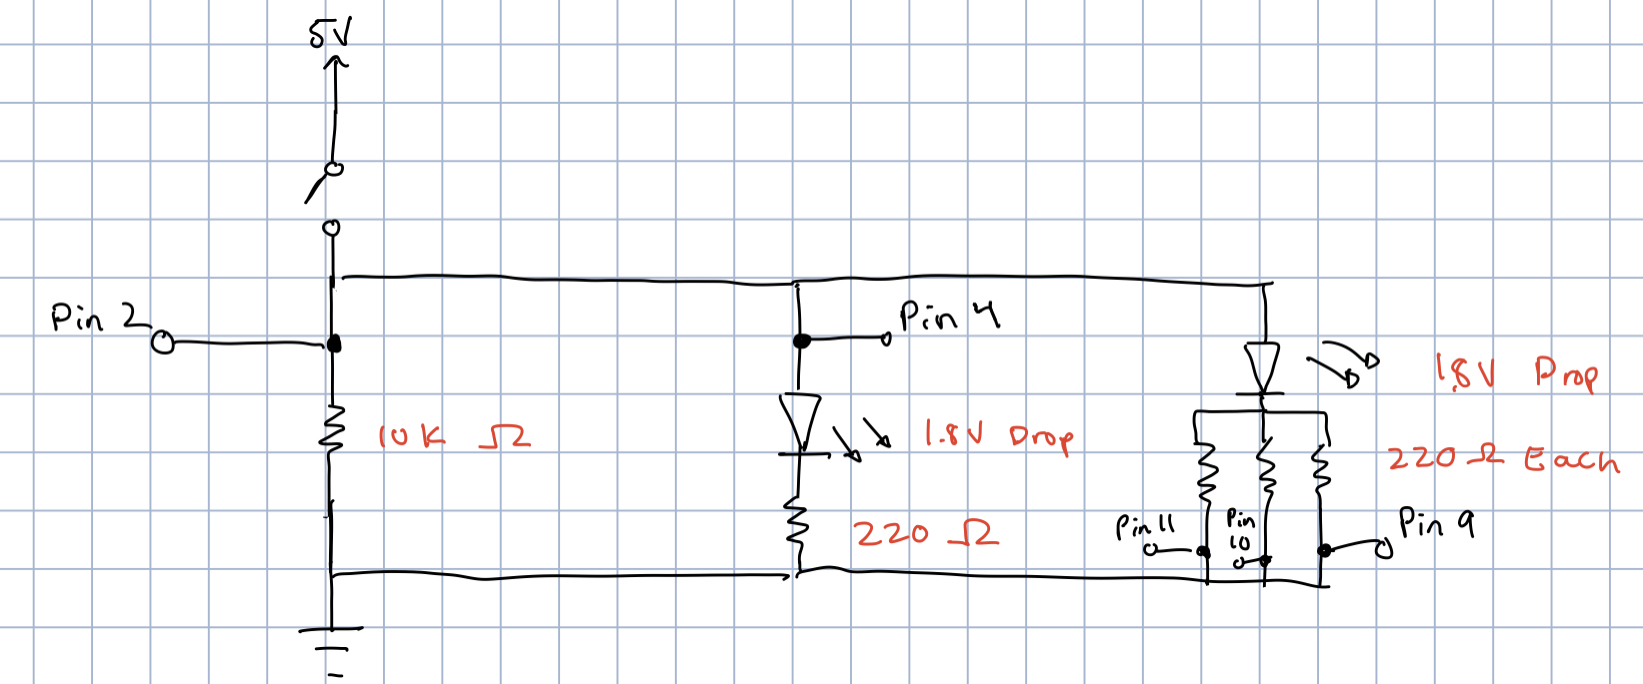 5V
Pin 2
Pin 4
10K Ω
1.8V Drop
220 Ω
1.8V Drop
220 Ω Each
Pin 11
Pin
10
Pin 9